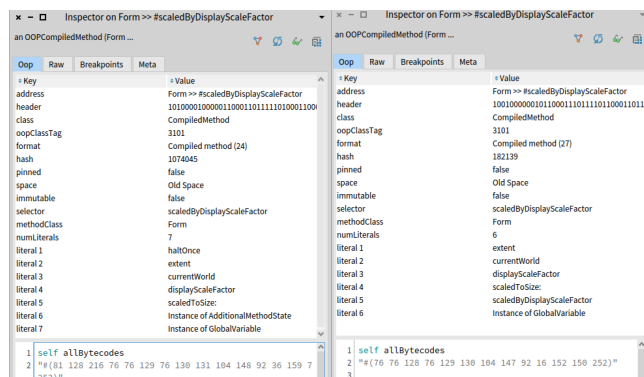 Inspector on Form >> #scaledByDisplayScaleFactor
an OOPCompiledMethod (Form ...
Oop Raw Breakpoints Meta
Key Value
address Form >> #scaledByDisplayScaleFactor
header
class CompiledMethod
oopClassTag 3101
format Compiled method (24)
hash 1074045
pinned false
space Old Space
immutable false
selector scaledByDisplayScaleFactor
methodClass Form
numLiterals 7
literal 1 haltOnce
literal 2 extent
literal 3 currentWorld
literal 4 displayScaleFactor
literal 5 scaledToSize:
literal 6 Instance of AdditionalMethodState
literal 7 Instance of GlobalVariable
1 self allBytecodes
2 "#(81 128 216 76 76 129 76 130 131 104 148 92 36 159 7
Inspector on Form >> #scaledByDisplayScaleFactor
an OOPCompiledMethod (Form ...
Oop Raw Breakpoints Meta
Key Value
address Form >> #scaledByDisplayScaleFactor
header
class CompiledMethod
oopClassTag 3101
format Compiled method (27)
hash 182139
pinned false
space Old Space
immutable false
selector scaledByDisplayScaleFactor
methodClass Form
numLiterals 6
literal 1 extent
literal 2 currentWorld
literal 3 displayScaleFactor
literal 4 scaledToSize:
literal 5 scaledByDisplayScaleFactor
literal 6 Instance of GlobalVariable
1 self allBytecodes
2 "#(76 76 128 76 129 130 104 147 92 16 152 150 252)"
3